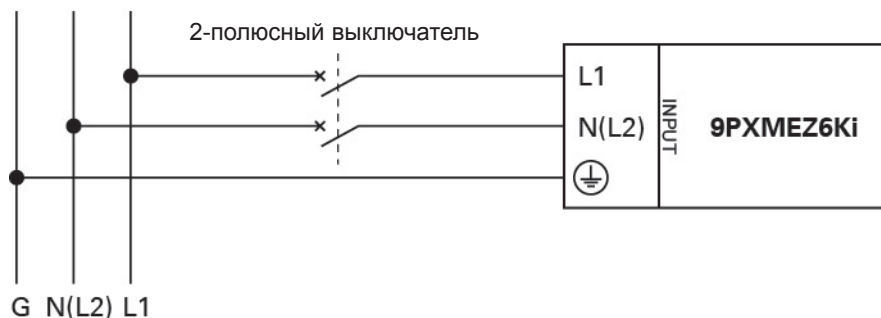 2-полюсный выключатель
L1
N(L2)
INPUT
9PXMEZ6Ki
G N(L2) L1